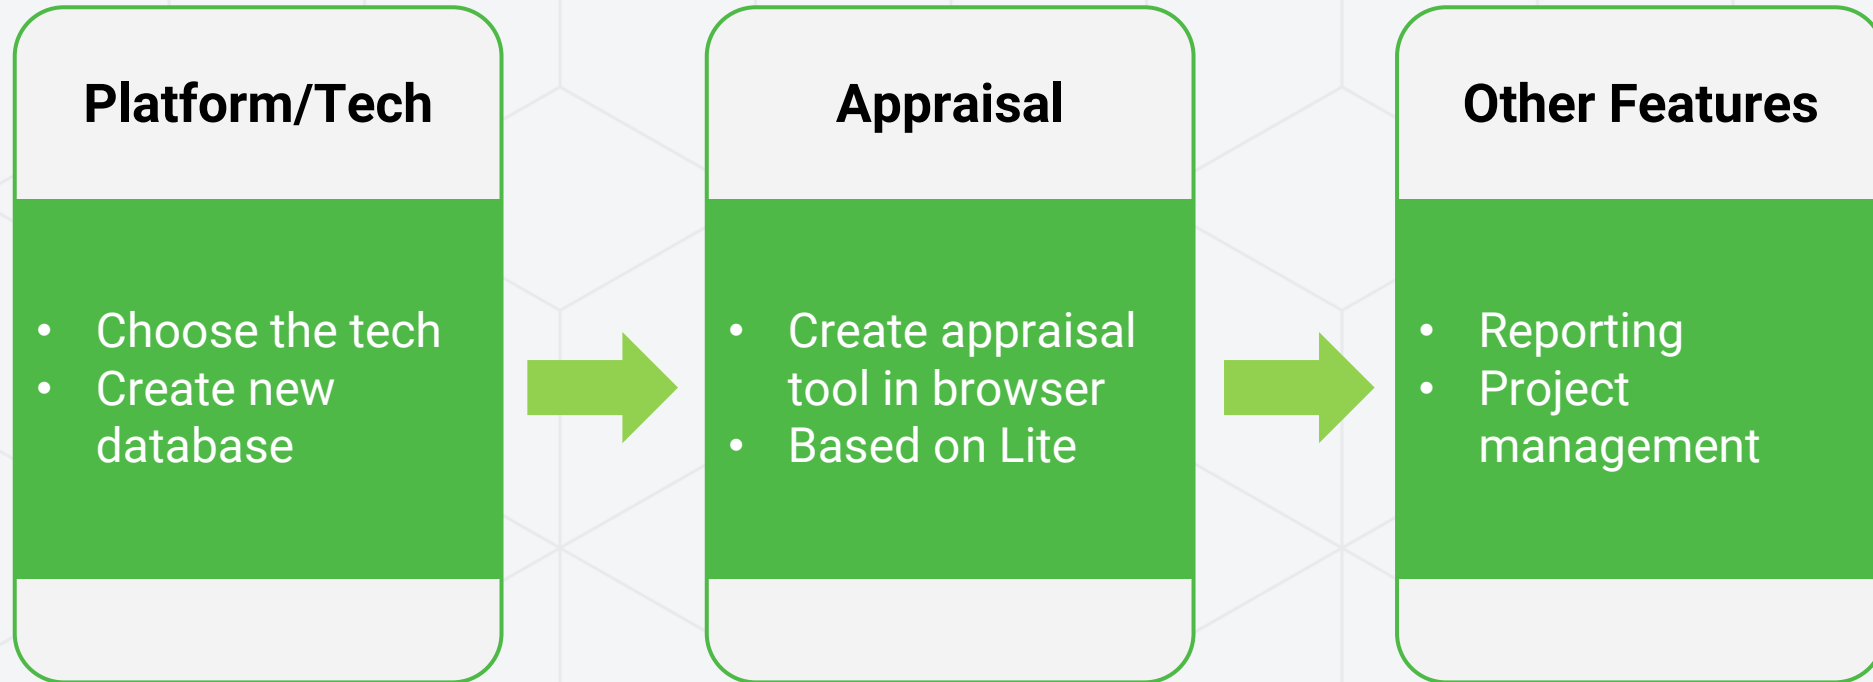 Platform/Tech
• Choose the tech
• Create new
database
Appraisal
• Create appraisal
tool in browser
• Based on Lite
Other Features
• Reporting
• Project
management